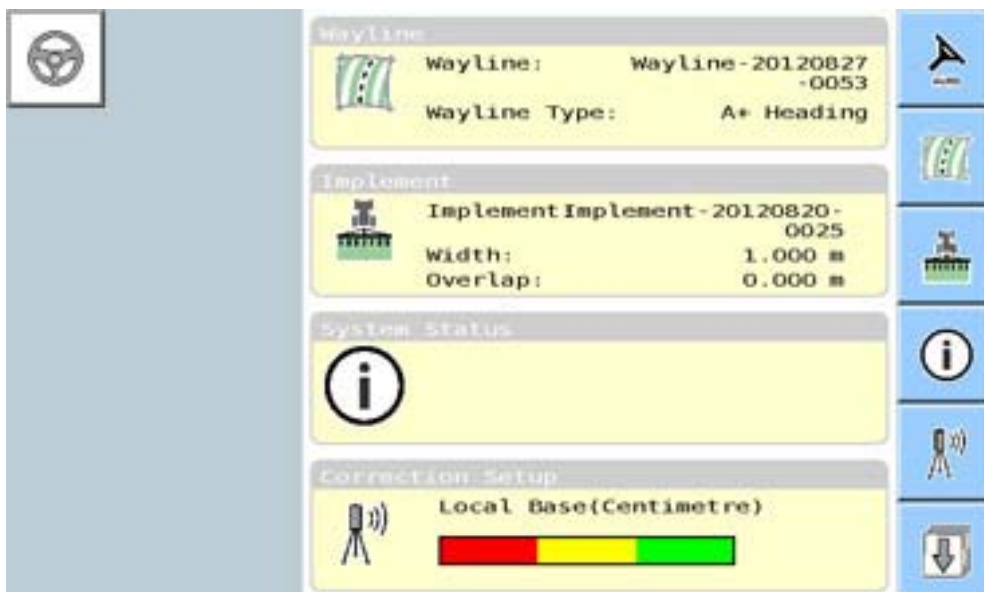 Wayline
Wayline: Wayline-20120827
-0053
Wayline Type: A+ Heading
Implement
Implement Implement-20120820-
0025
Width: 1.000 m
Overlap: 0.000 m
System Status
Correction Setup
Local Base(Centimetre)